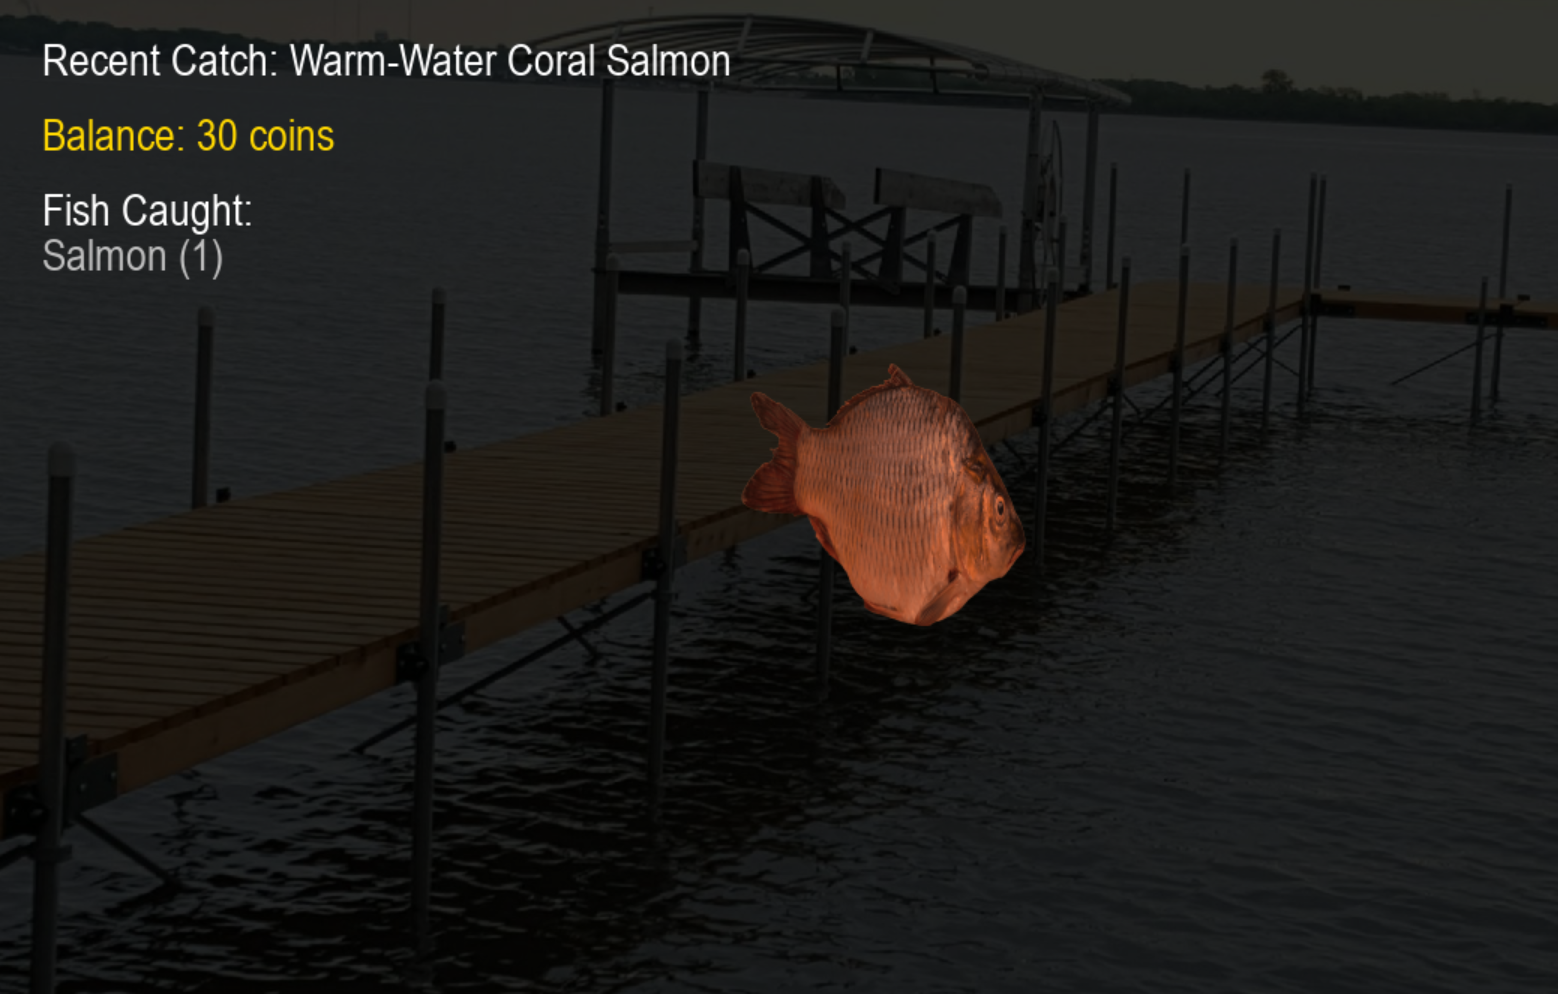 Recent Catch: Warm-Water Coral Salmon
Balance: 30 coins
Fish Caught:
Salmon (1)